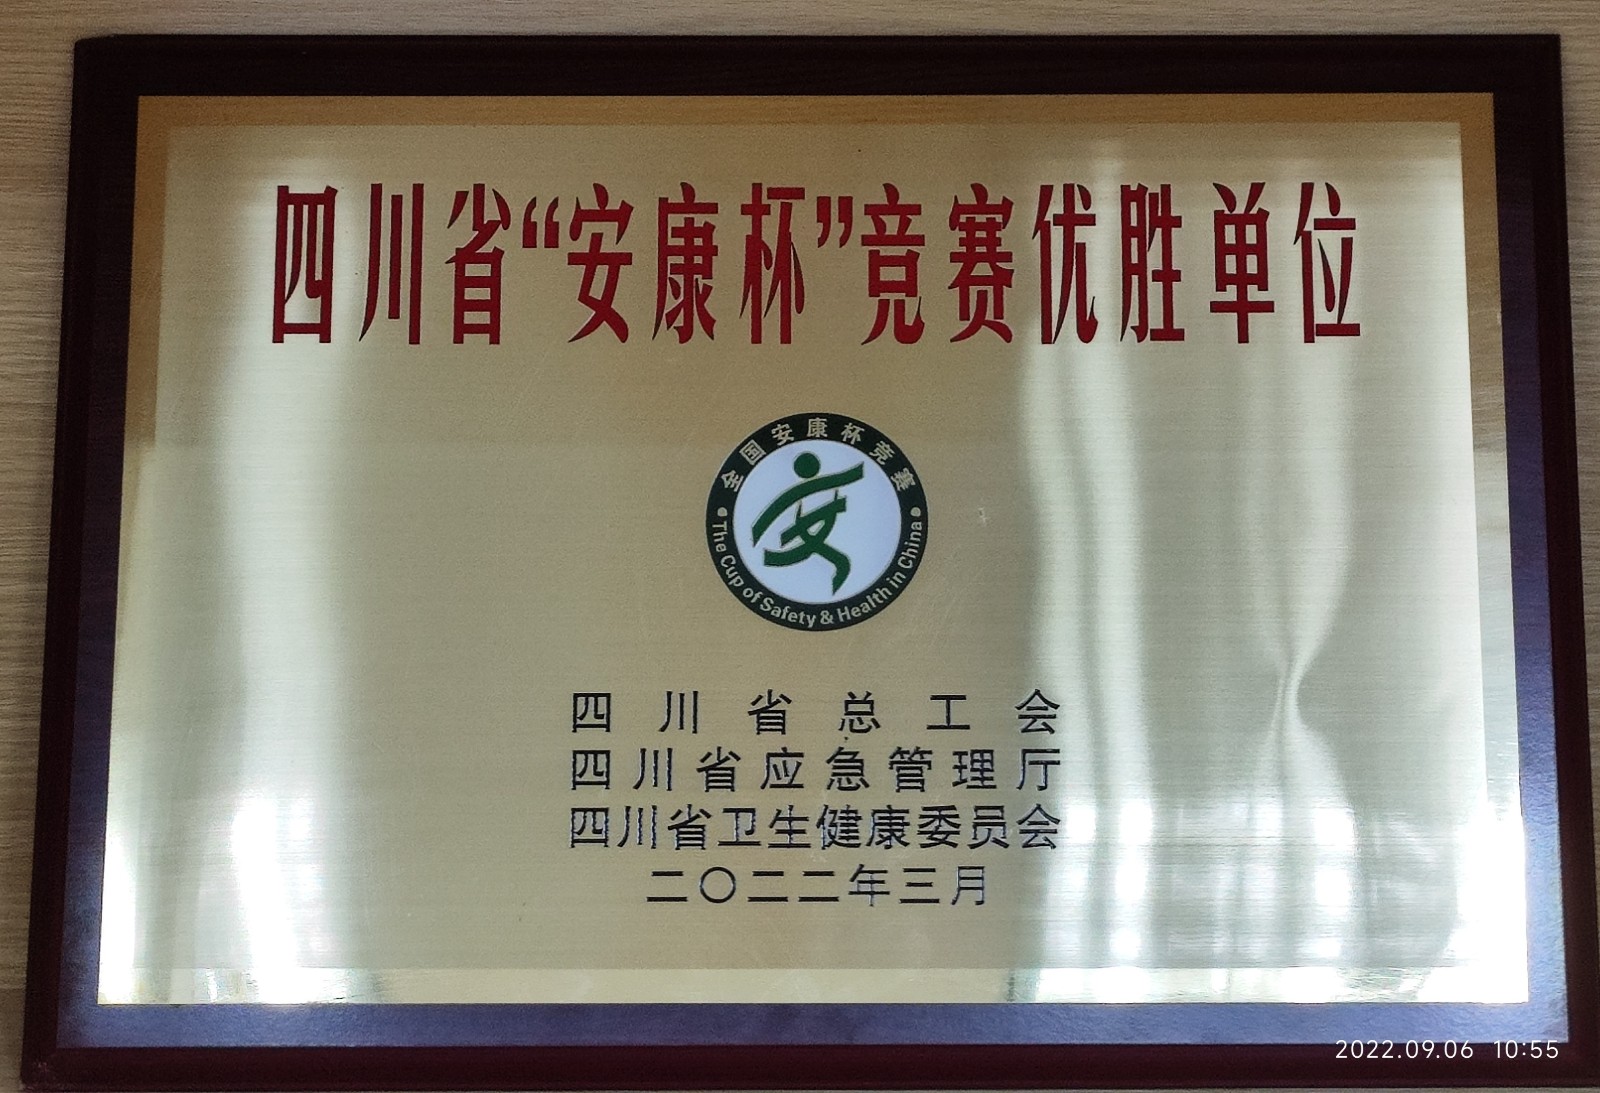 四川省“安康杯”竞赛优胜单位
全国安康杯竞赛
The Cup of Safety & Health in China
四川省总工会
四川省应急管理厅
四川省卫生健康委员会
二〇二二年三月
2022.09.06 10:55